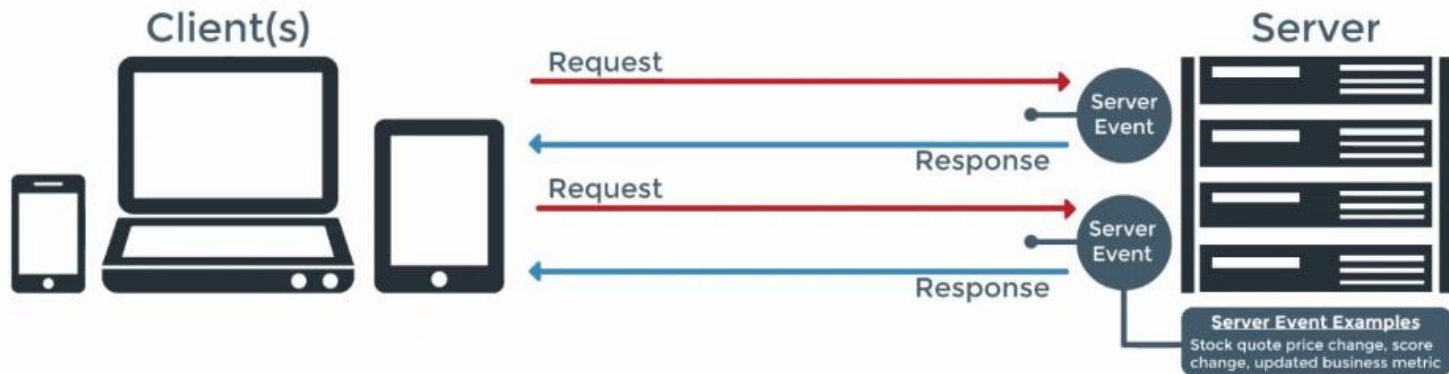 Client(s)
Server
Request
Server
Event
Response
Request
Server
Event
Response
Server Event Examples
Stock quote price change, score
change, updated business metric